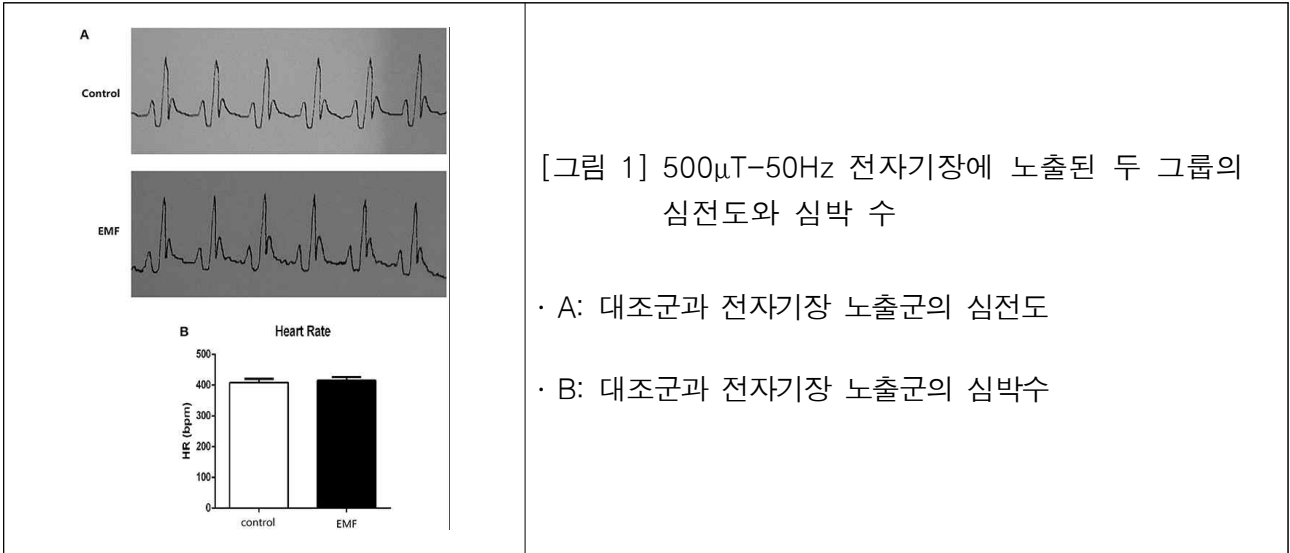 A
Control
EMF
B
Heart Rate
500
400
300
200
100
0
HR (bpm)
control
EMF
[그림 1] 500μT-50Hz 전자기장에 노출된 두 그룹의
심전도와 심박 수
· A: 대조군과 전자기장 노출군의 심전도
· B: 대조군과 전자기장 노출군의 심박수